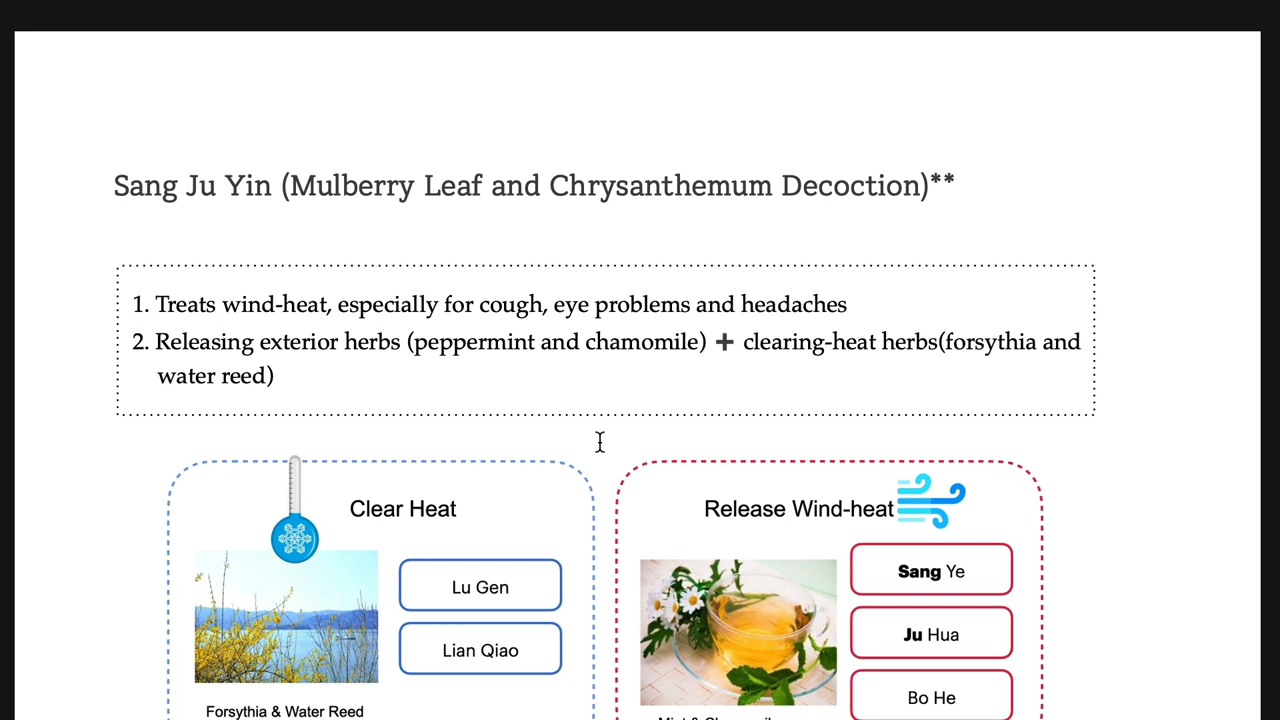 Sang Ju Yin (Mulberry Leaf and Chrysanthemum Decoction)**
1. Treats wind-heat, especially for cough, eye problems and headaches
2. Releasing exterior herbs (peppermint and chamomile) ➕ clearing-heat herbs(forsythia and
water reed)
Clear Heat
Lu Gen
Lian Qiao
Forsythia & Water Reed
Release Wind-heat
Sang Ye
Ju Hua
Bo He